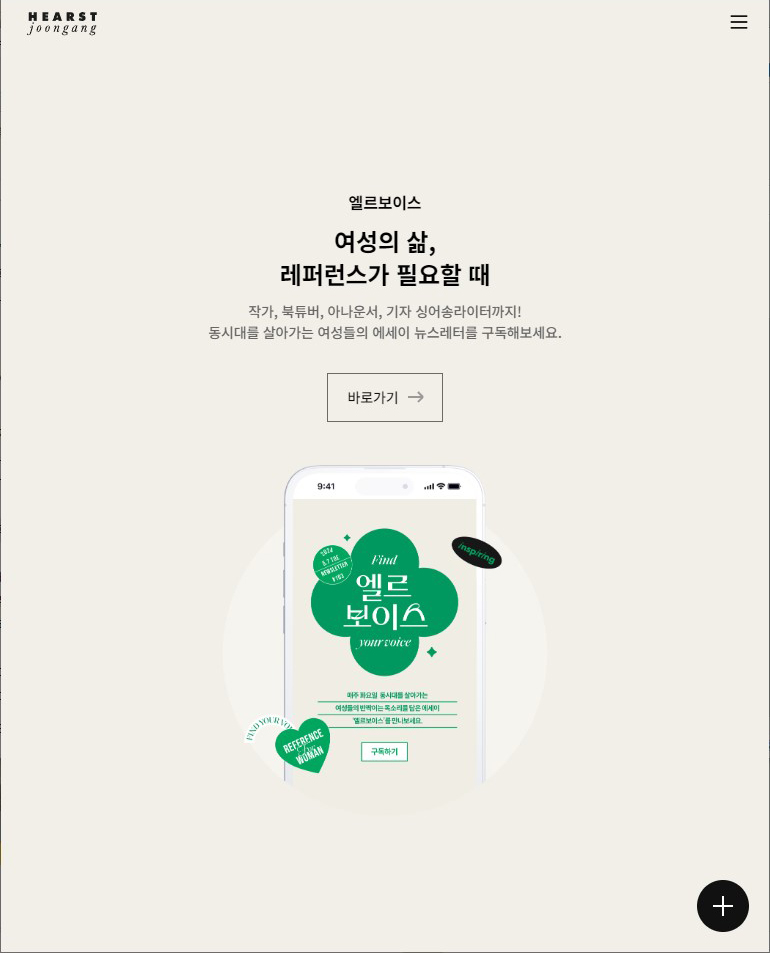 HEARST
joongang
엘르보이스
여성의 삶,
레퍼런스가 필요할 때
작가, 북튜버, 아나운서, 기자 싱어송라이터까지!
동시대를 살아가는 여성들의 에세이 뉴스레터를 구독해보세요.
바로가기
9:41
NEWSLETTER
inspiring
Find
엘르
보이스
your voice
매주 화요일 동시대를 살아가는
여성들의 반짝이는 목소리를 담은 에세이
'엘르보이스'를 만나보세요.
구독하기
FIND YOUR
REFERENCE
WOMAN